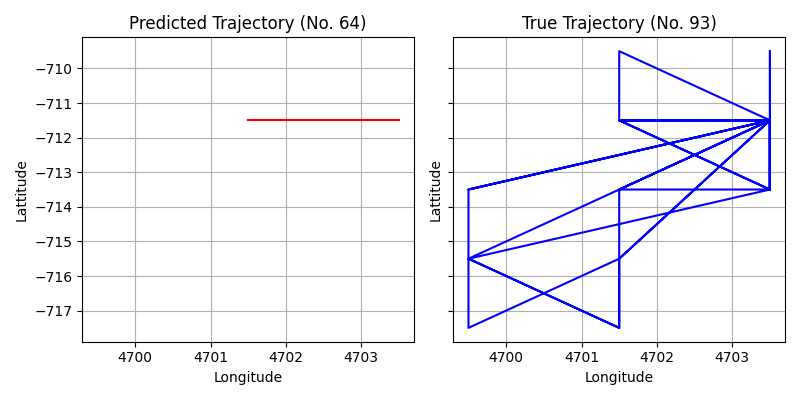 Predicted Trajectory (No. 64)
True Trajectory (No. 93)
Lattitude
−710
−711
−712
−713
−714
−715
−716
−717
4700
4701
4702
4703
Longitude
Lattitude
4700
4701
4702
4703
Longitude